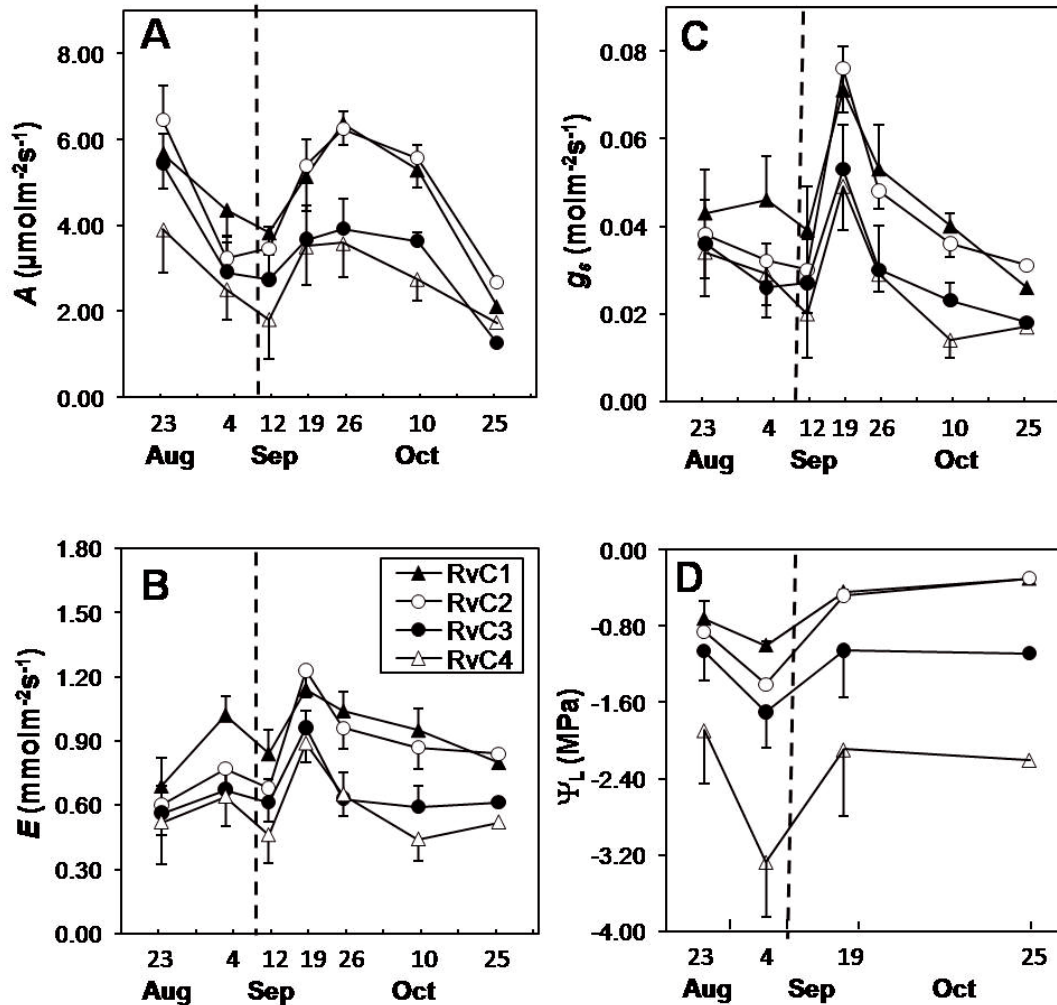 A
A (µmolm-2s-1)
8.00
6.00
4.00
2.00
0.00
23 4 12 19 26 10 25
Aug Sep Oct
C
gs (molm-2s-1)
0.08
0.06
0.04
0.02
0.00
23 4 12 19 26 10 25
Aug Sep Oct
B
E (mmolm-2s-1)
1.80
1.50
1.20
0.90
0.60
0.30
0.00
RvC1
RvC2
RvC3
RvC4
23 4 12 19 26 10 25
Aug Sep Oct
D
ΨL (MPa)
0.00
-0.80
-1.60
-2.40
-3.20
-4.00
23 4 19 25
Aug Sep Oct